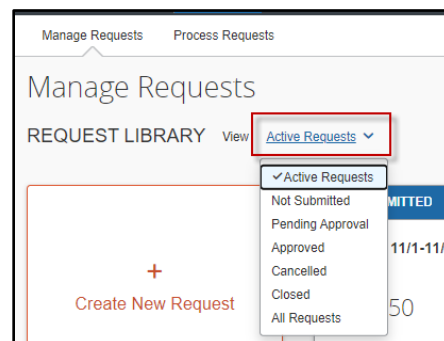 Manage Requests Process Requests
Manage Requests
REQUEST LIBRARY View Active Requests
✓Active Requests
Not Submitted
Pending Approval
Approved
Cancelled
Closed
All Requests
+
Create New Request
MITTED
11/1-11/
50